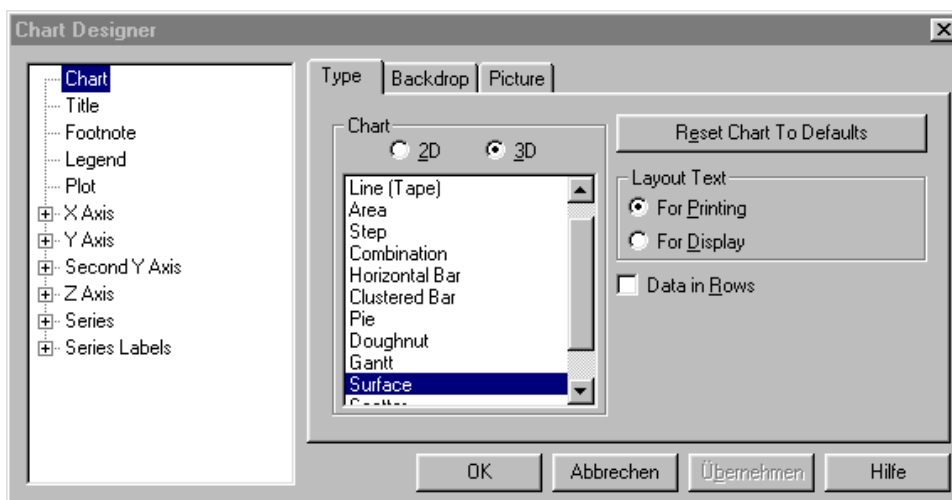 Chart Designer
Chart
Title
Footnote
Legend
Plot
X Axis
Y Axis
Second Y Axis
Z Axis
Series
Series Labels
Type Backdrop Picture
Chart
2D 3D
Line (Tape)
Area
Step
Combination
Horizontal Bar
Clustered Bar
Pie
Doughnut
Gantt
Surface
Reset Chart To Defaults
Layout Text
For Printing
For Display
Data in Rows
OK Abbrechen Übernehmen Hilfe